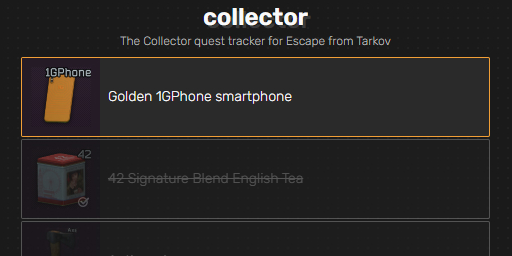 collector
The Collector quest tracker for Escape from Tarkov
1GPhone
Golden 1GPhone smartphone
42
42 Signature Blend English Tea